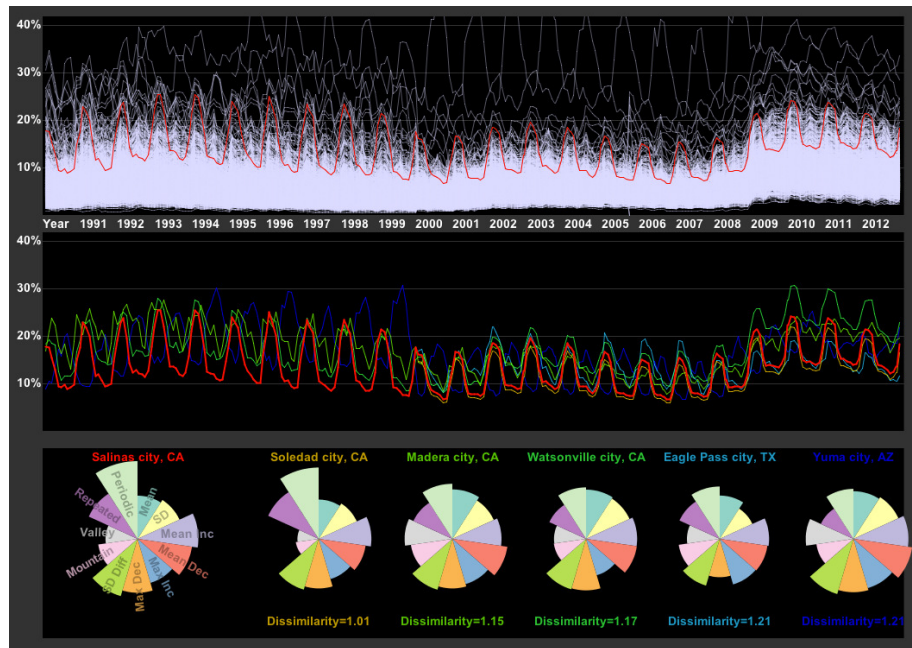 40%
30%
20%
10%
Year 1991 1992 1993 1994 1995 1996 1997 1998 1999 2000 2001 2002 2003 2004 2005 2006 2007 2008 2009 2010 2011 2012
40%
30%
20%
10%
Salinas city, CA Soledad city, CA Madera city, CA Watsonville city, CA Eagle Pass city, TX Yuma city, AZ
Periodic
Mean
Repeated
SD
Valley
Mean Inc
Mountain
Mean Dec
SD Diff
Max Dec
Max Inc
Dissimilarity=1.01 Dissimilarity=1.15 Dissimilarity=1.17 Dissimilarity=1.21 Dissimilarity=1.21